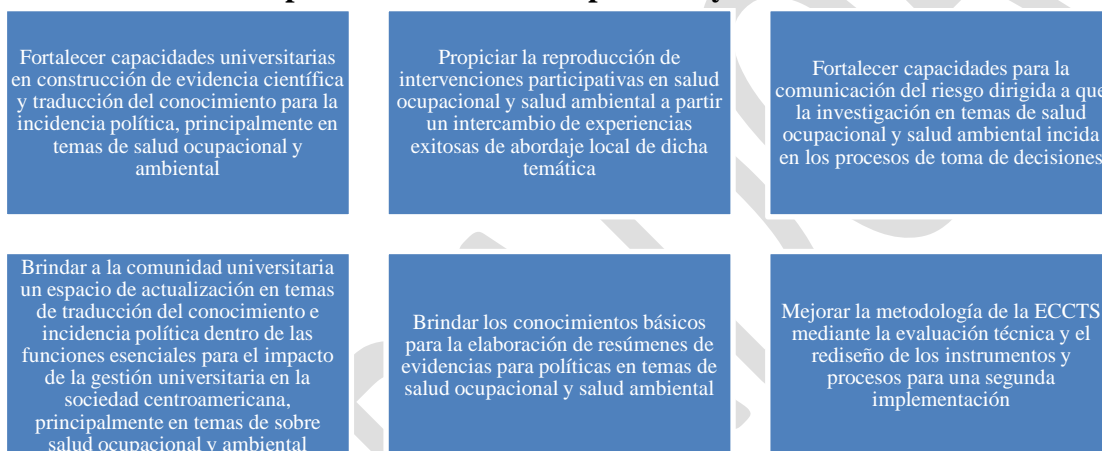 Fortalecer capacidades universitarias
en construcción de evidencia científica
y traducción del conocimiento para la
incidencia política, principalmente en
temas de salud ocupacional y
ambiental
Propiciar la reproducción de
intervenciones participativas en salud
ocupacional y salud ambiental a partir
un intercambio de experiencias
exitosas de abordaje local de dicha
temática
Fortalecer capacidades para la
comunicación del riesgo dirigida a que
la investigación en temas de salud
ocupacional y salud ambiental incida
en los procesos de toma de decisiones
Brindar a la comunidad universitaria
un espacio de actualización en temas
de traducción del conocimiento e
incidencia política dentro de las
funciones esenciales para el impacto
de la gestión universitaria en la
sociedad centroamericana,
principalmente en temas de sobre
salud ocupacional y ambiental
Brindar los conocimientos básicos
para la elaboración de resúmenes de
evidencias para políticas en temas de
salud ocupacional y salud ambiental
Mejorar la metodología de la ECCTS
mediante la evaluación técnica y el
rediseño de los instrumentos y
procesos para una segunda
implementación